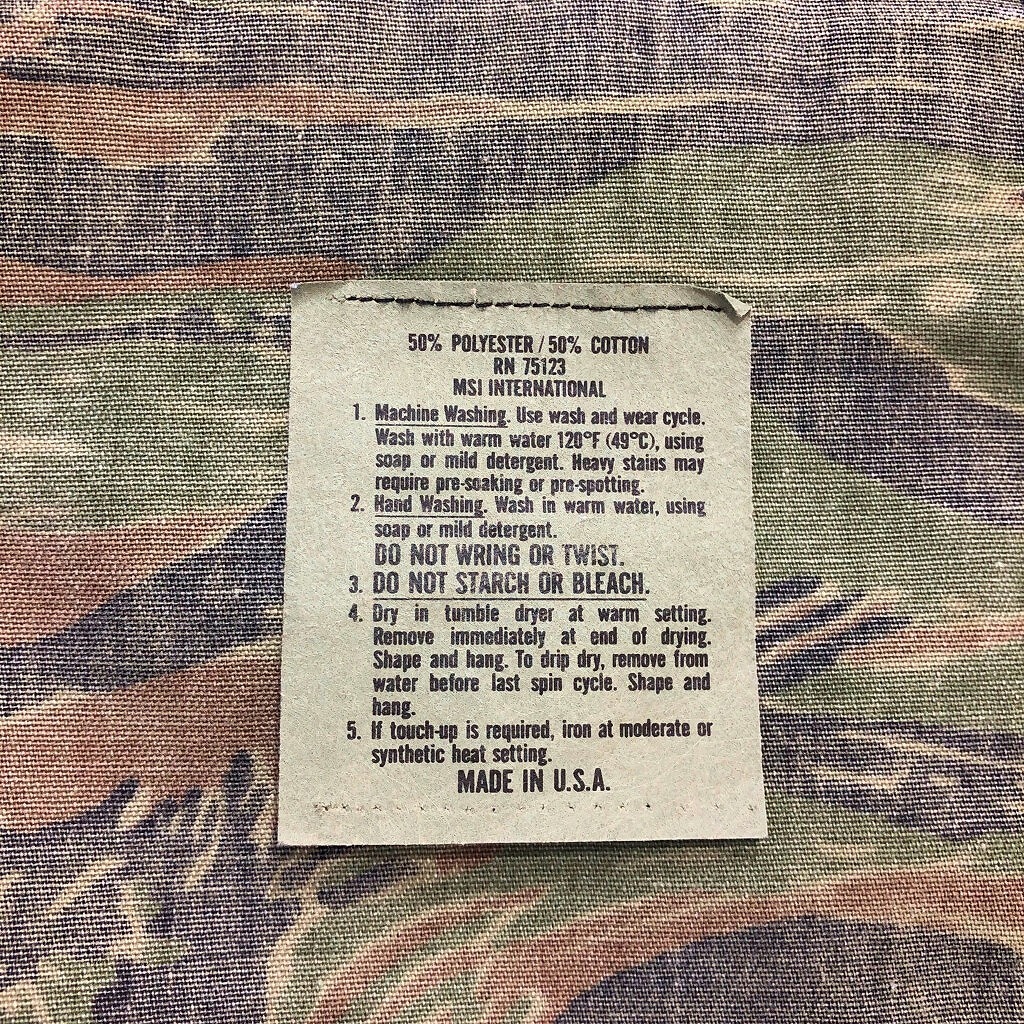 50% POLYESTER / 50% COTTON
RN 75123
MSI INTERNATIONAL
1. Machine Washing. Use wash and wear cycle.
Wash with warm water 120°F (49°C), using
soap or mild detergent. Heavy stains may
require pre-soaking or pre-spotting.
2. Hand Washing. Wash in warm water, using
soap or mild detergent.
DO NOT WRING OR TWIST.
3. DO NOT STARCH OR BLEACH.
4. Dry in tumble dryer at warm setting.
Remove immediately at end of drying.
Shape and hang. To drip dry, remove from
water before last spin cycle. Shape and
hang.
5. If touch-up is required, iron at moderate or
synthetic heat setting.
MADE IN U.S.A.